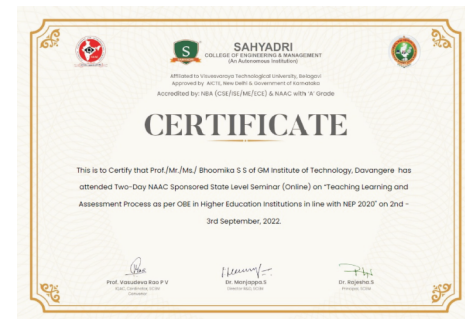 SAHYADRI
COLLEGE OF ENGINEERING & MANAGEMENT
(An Autonomous Institution)
Affiliated to Visvesvaraya Technological University, Belagavi
Approved by AICTE, New Delhi & Government of Karnataka
Accredited by: NBA (CSE/ISE/ME/ECE) & NAAC with 'A' Grade
CERTIFICATE
This is to Certify that Prof./Mr./Ms./ Bhoomika S S of GM Institute of Technology, Davangere has
attended Two-Day NAAC Sponsored State Level Seminar (Online) on "Teaching Learning and
Assessment Process as per OBE in Higher Education Institutions in line with NEP 2020" on 2nd -
3rd September, 2022.
Prof. Vasudeva Rao P V
Dr. Manjappa S
Dr. Rajesha S